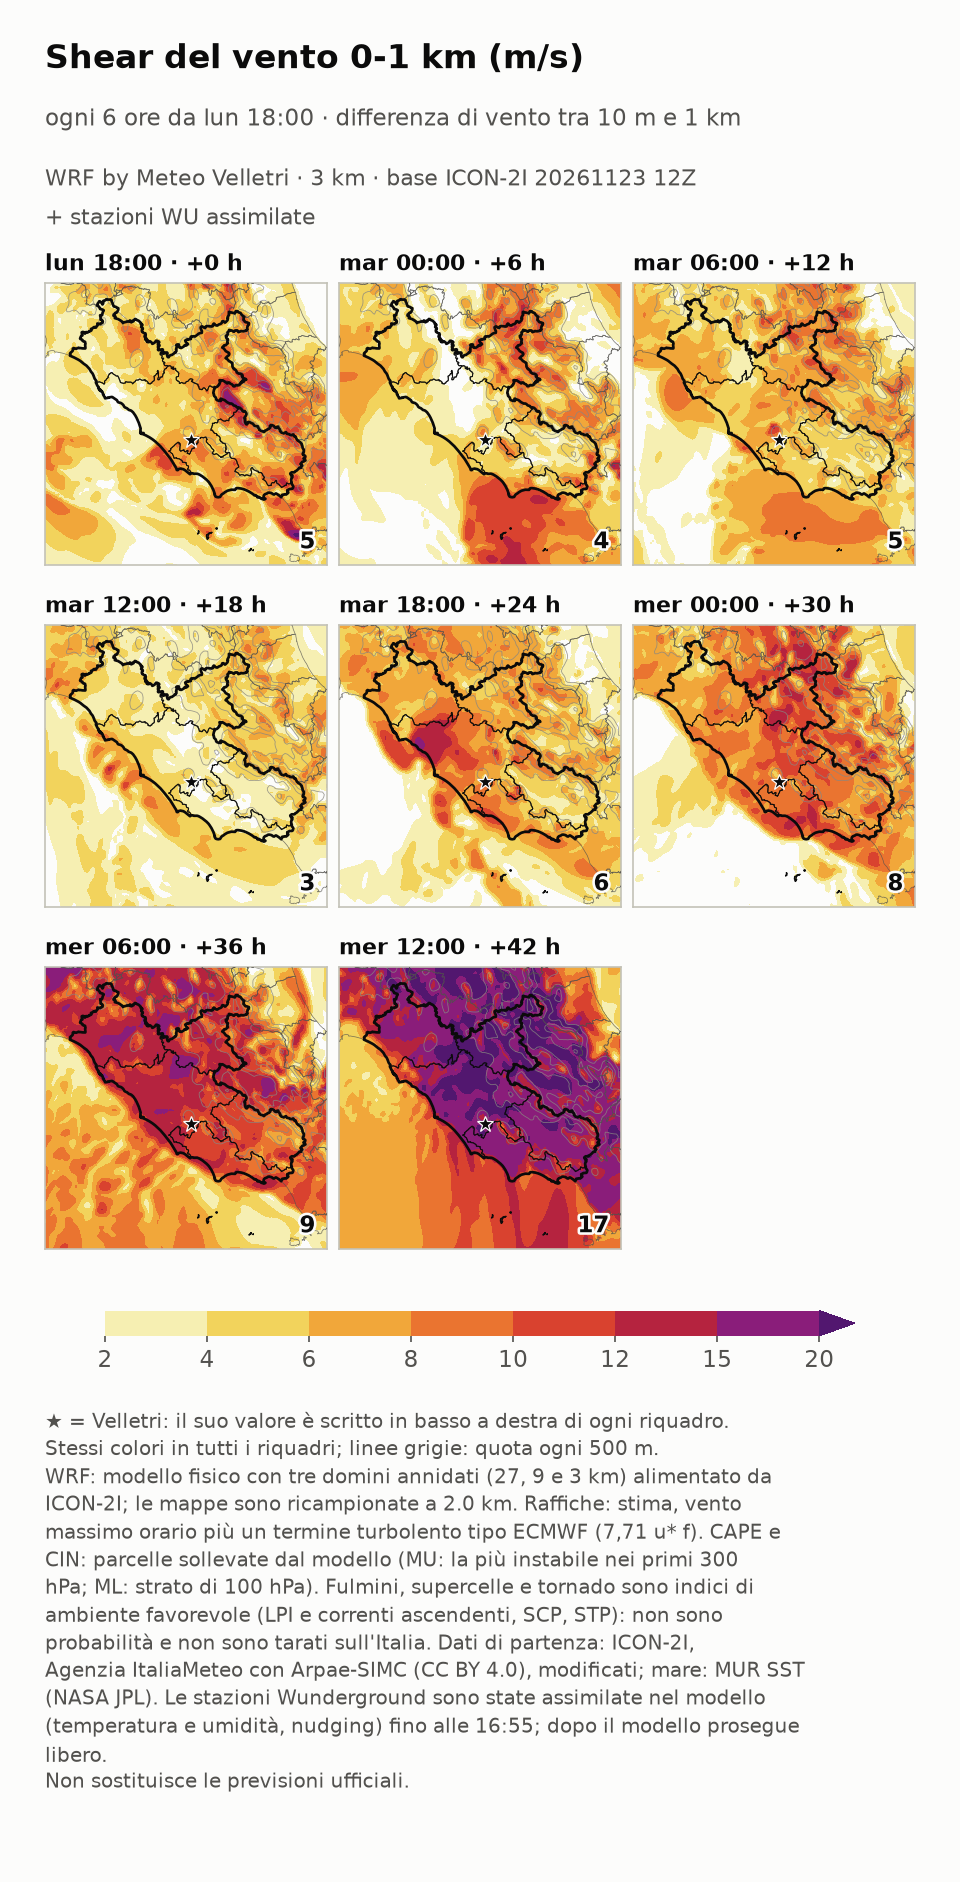 Shear del vento 0-1 km (m/s)
ogni 6 ore da lun 18:00 · differenza di vento tra 10 m e 1 km
WRF by Meteo Velletri · 3 km · base ICON-2I 20261123 12Z
+ stazioni WU assimilate
lun 18:00 · +0 h
mar 00:00 · +6 h
mar 06:00 · +12 h
5
4
5
mar 12:00 · +18 h
mar 18:00 · +24 h
mer 00:00 · +30 h
3
6
8
mer 06:00 · +36 h
mer 12:00 · +42 h
9
17
2 4 6 8 10 12 15 20
★ = Velletri: il suo valore è scritto in basso a destra di ogni riquadro.
Stessi colori in tutti i riquadri; linee grigie: quota ogni 500 m.
WRF: modello fisico con tre domini annidati (27, 9 e 3 km) alimentato da
ICON-2I; le mappe sono ricampionate a 2.0 km. Raffiche: stima, vento
massimo orario più un termine turbolento tipo ECMWF (7,71 u* f). CAPE e
CIN: parcelle sollevate dal modello (MU: la più instabile nei primi 300
hPa; ML: strato di 100 hPa). Fulmini, supercelle e tornado sono indici di
ambiente favorevole (LPI e correnti ascendenti, SCP, STP): non sono
probabilità e non sono tarati sull'Italia. Dati di partenza: ICON-2I,
Agenzia ItaliaMeteo con Arpae-SIMC (CC BY 4.0), modificati; mare: MUR SST
(NASA JPL). Le stazioni Wunderground sono state assimilate nel modello
(temperatura e umidità, nudging) fino alle 16:55; dopo il modello prosegue
libero.
Non sostituisce le previsioni ufficiali.